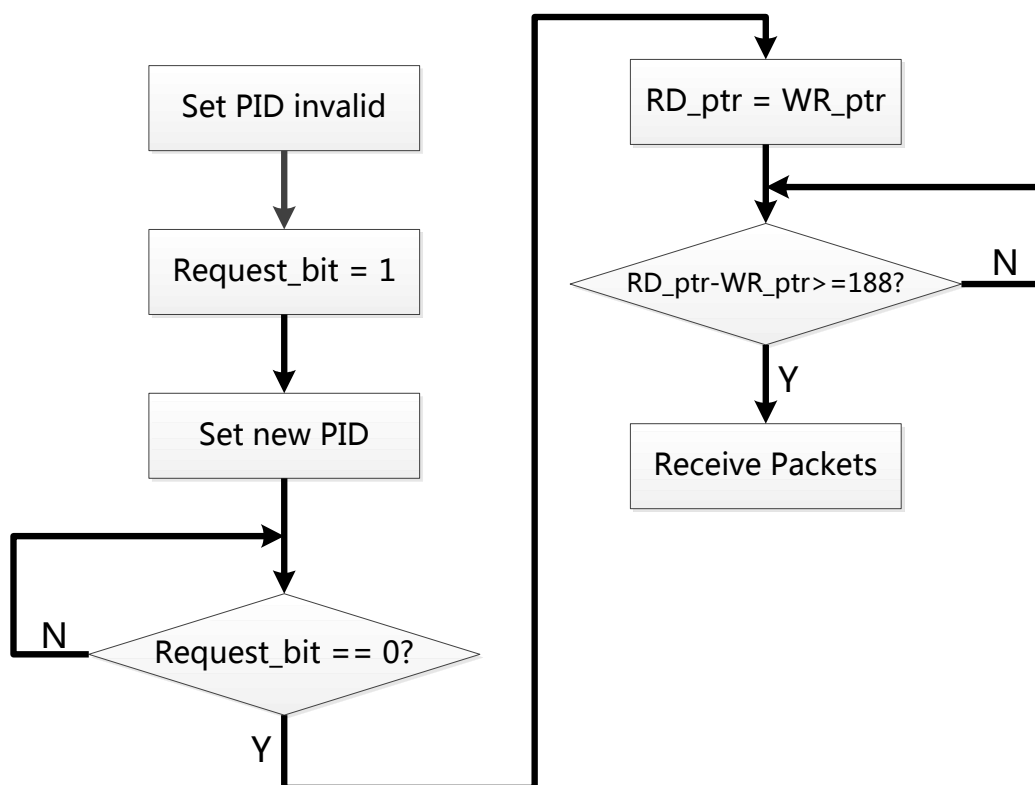 Set PID invalid
Request_bit = 1
Set new PID
N
Request_bit == 0?
Y
RD_ptr = WR_ptr
RD_ptr-WR_ptr>=188?
N
Y
Receive Packets